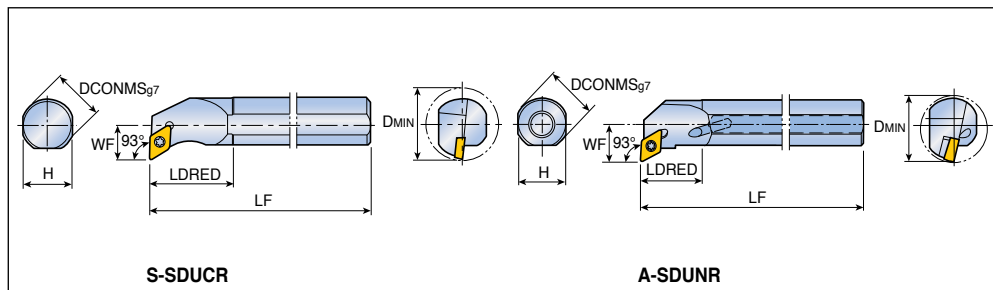 DCONMSg7
WF
93°
H
LDRED
LF
DMIN
S-SDUCR
DCONMSg7
WF
93°
H
LDRED
LF
DMIN
A-SDUNR